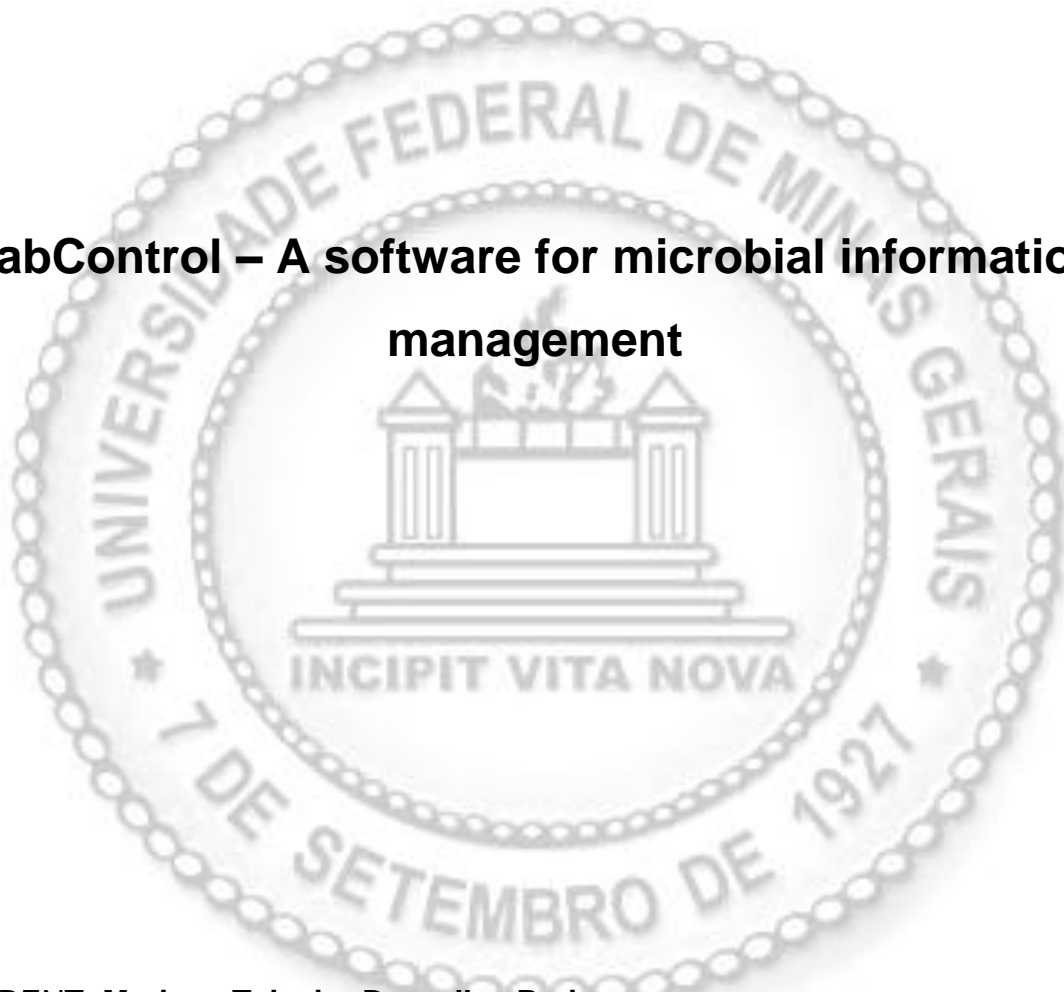 UNIVERSIDADE FEDERAL DE MINAS GERAIS
abControl – A software for microbial informatio
management
INCIPIT VITA NOVA
7 DE SETEMBRO DE 1927